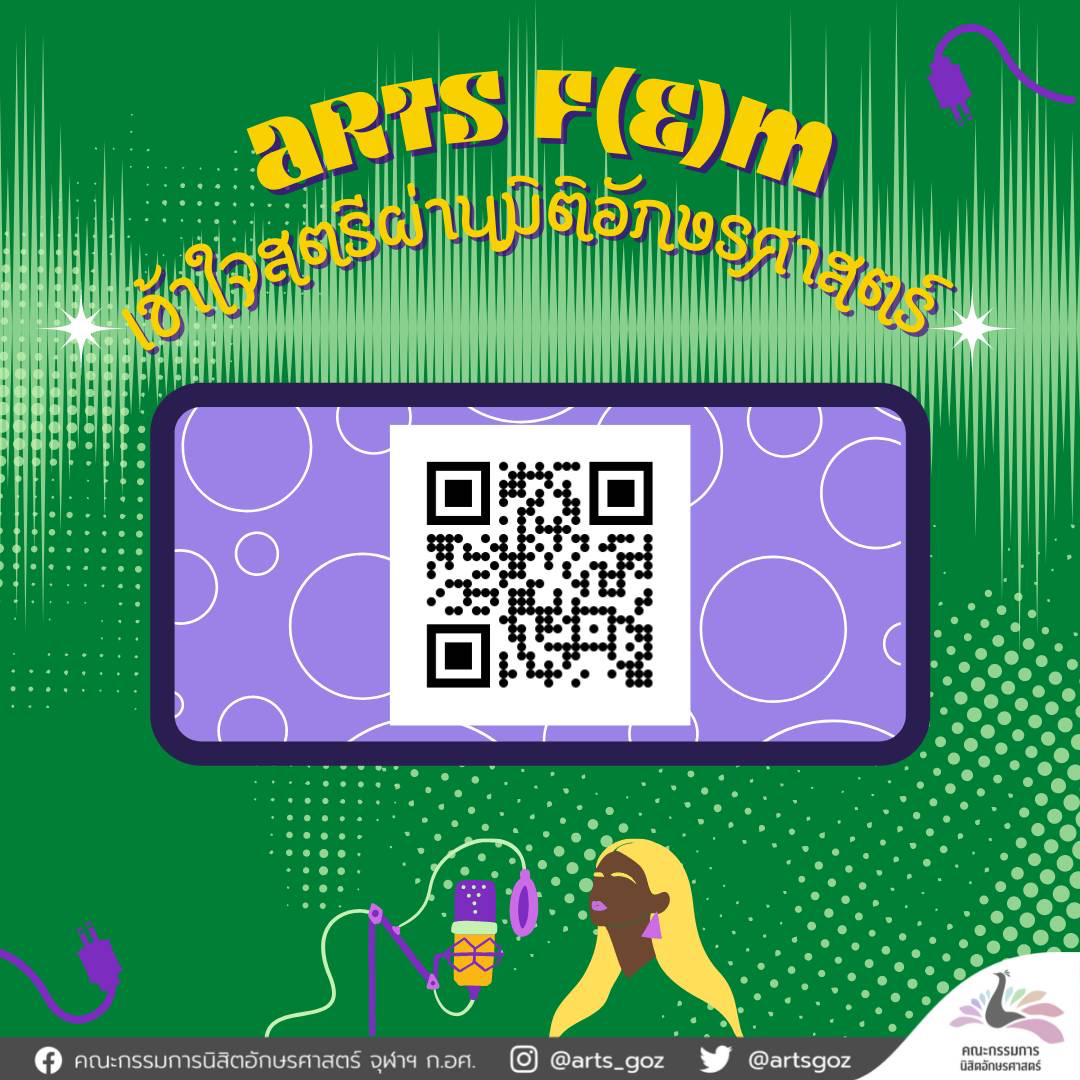 ARTS F(E)M
เข้าใจสตรีผ่านมิติอักษรศาสตร์
คณะกรรมการนิสิตอักษรศาสตร์ จุฬาฯ ก.อศ.
@arts_goz
@artsgoz
คณะกรรมการ
นิสิตอักษรศาสตร์